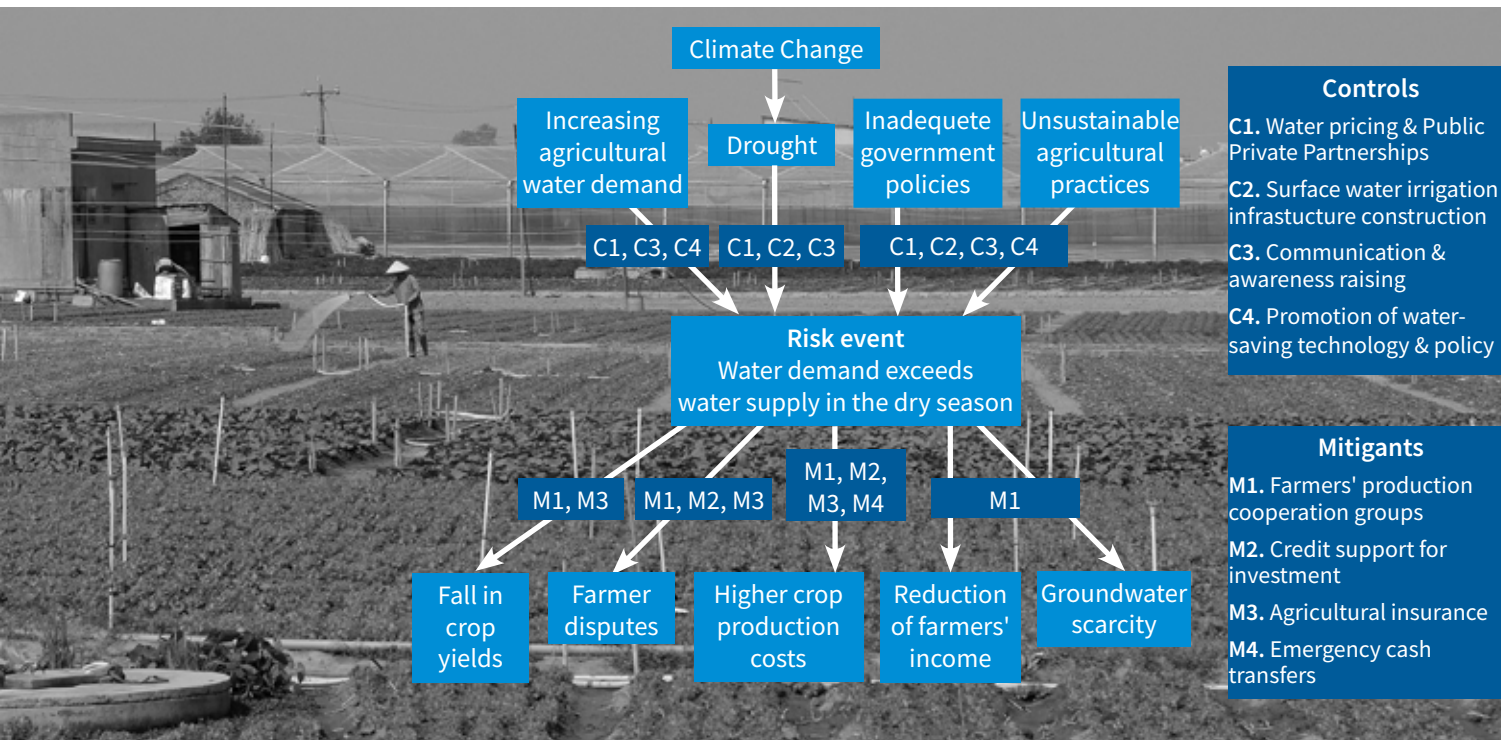 Climate Change
Increasing
agricultural
water demand
Drought
Inadequete
government
policies
Unsustainable
agricultural
practices
C1, C3, C4
C1, C2, C3
C1, C2, C3, C4
Risk event
Water demand exceeds
water supply in the dry season
M1, M3
M1, M2, M3
M1, M2,
M3, M4
M1
Fall in
crop
yields
Farmer
disputes
Higher crop
production
costs
Reduction
of farmers'
income
Groundwater
scarcity
Controls
C1. Water pricing & Public
Private Partnerships
C2. Surface water irrigation
infrastucture construction
C3. Communication &
awareness raising
C4. Promotion of water-
saving technology & policy
Mitigants
M1. Farmers' production
cooperation groups
M2. Credit support for
investment
M3. Agricultural insurance
M4. Emergency cash
transfers